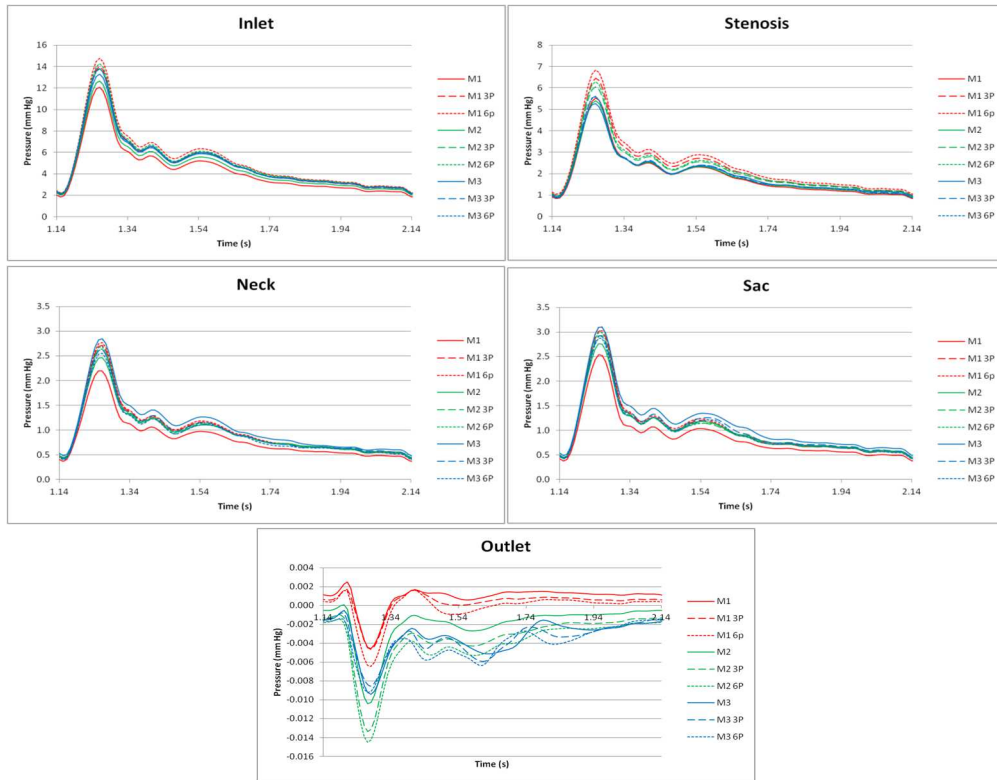 Inlet
Pressure (mm Hg)
16
14
12
10
8
6
4
2
0
1.14 1.34 1.54 1.74 1.94 2.14
Time (s)
M1
M1 3P
M1 6p
M2
M2 3P
M2 6P
M3
M3 3P
M3 6P
Stenosis
Pressure (mm Hg)
8
7
6
5
4
3
2
1
0
1.14 1.34 1.54 1.74 1.94 2.14
Time (s)
M1
M1 3P
M1 6p
M2
M2 3P
M2 6P
M3
M3 3P
M3 6P
Neck
Pressure (mm Hg)
3.5
3.0
2.5
2.0
1.5
1.0
0.5
0.0
1.14 1.34 1.54 1.74 1.94 2.14
Time (s)
M1
M1 3P
M1 6p
M2
M2 3P
M2 6P
M3
M3 3P
M3 6P
Sac
Pressure (mm Hg)
3.5
3.0
2.5
2.0
1.5
1.0
0.5
0.0
1.14 1.34 1.54 1.74 1.94 2.14
Time (s)
M1
M1 3P
M1 6p
M2
M2 3P
M2 6P
M3
M3 3P
M3 6P
Outlet
Pressure (mm Hg)
0.004
0.002
0.000
-0.002
-0.004
-0.006
-0.008
-0.010
-0.012
-0.014
-0.016
1.14 1.34 1.54 1.74 1.94 2.14
Time (s)
M1
M1 3P
M1 6p
M2
M2 3P
M2 6P
M3
M3 3P
M3 6P